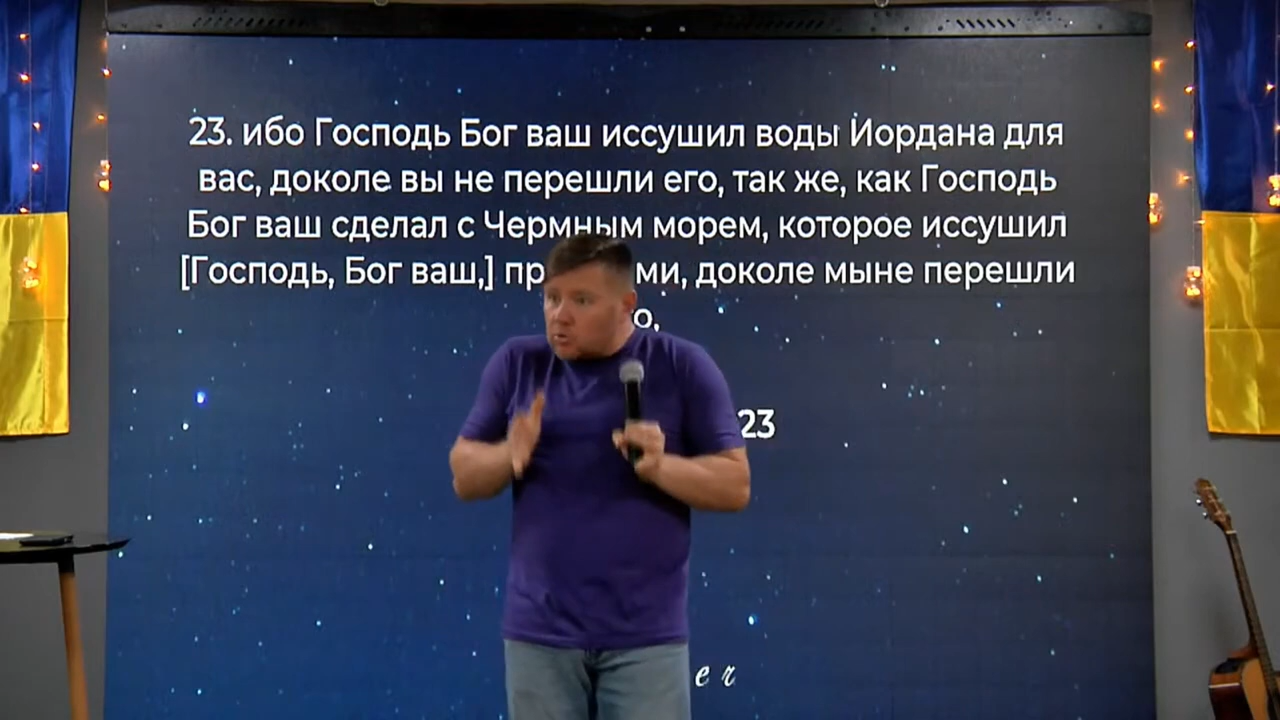 23. ибо Господь Бог ваш иссушил воды Иордана для
вас, доколе вы не перешли его, так же, как Господь
Бог ваш сделал с Чермным морем, которое иссушил
[Господь, Бог ваш,] доколе мыне перешли
23